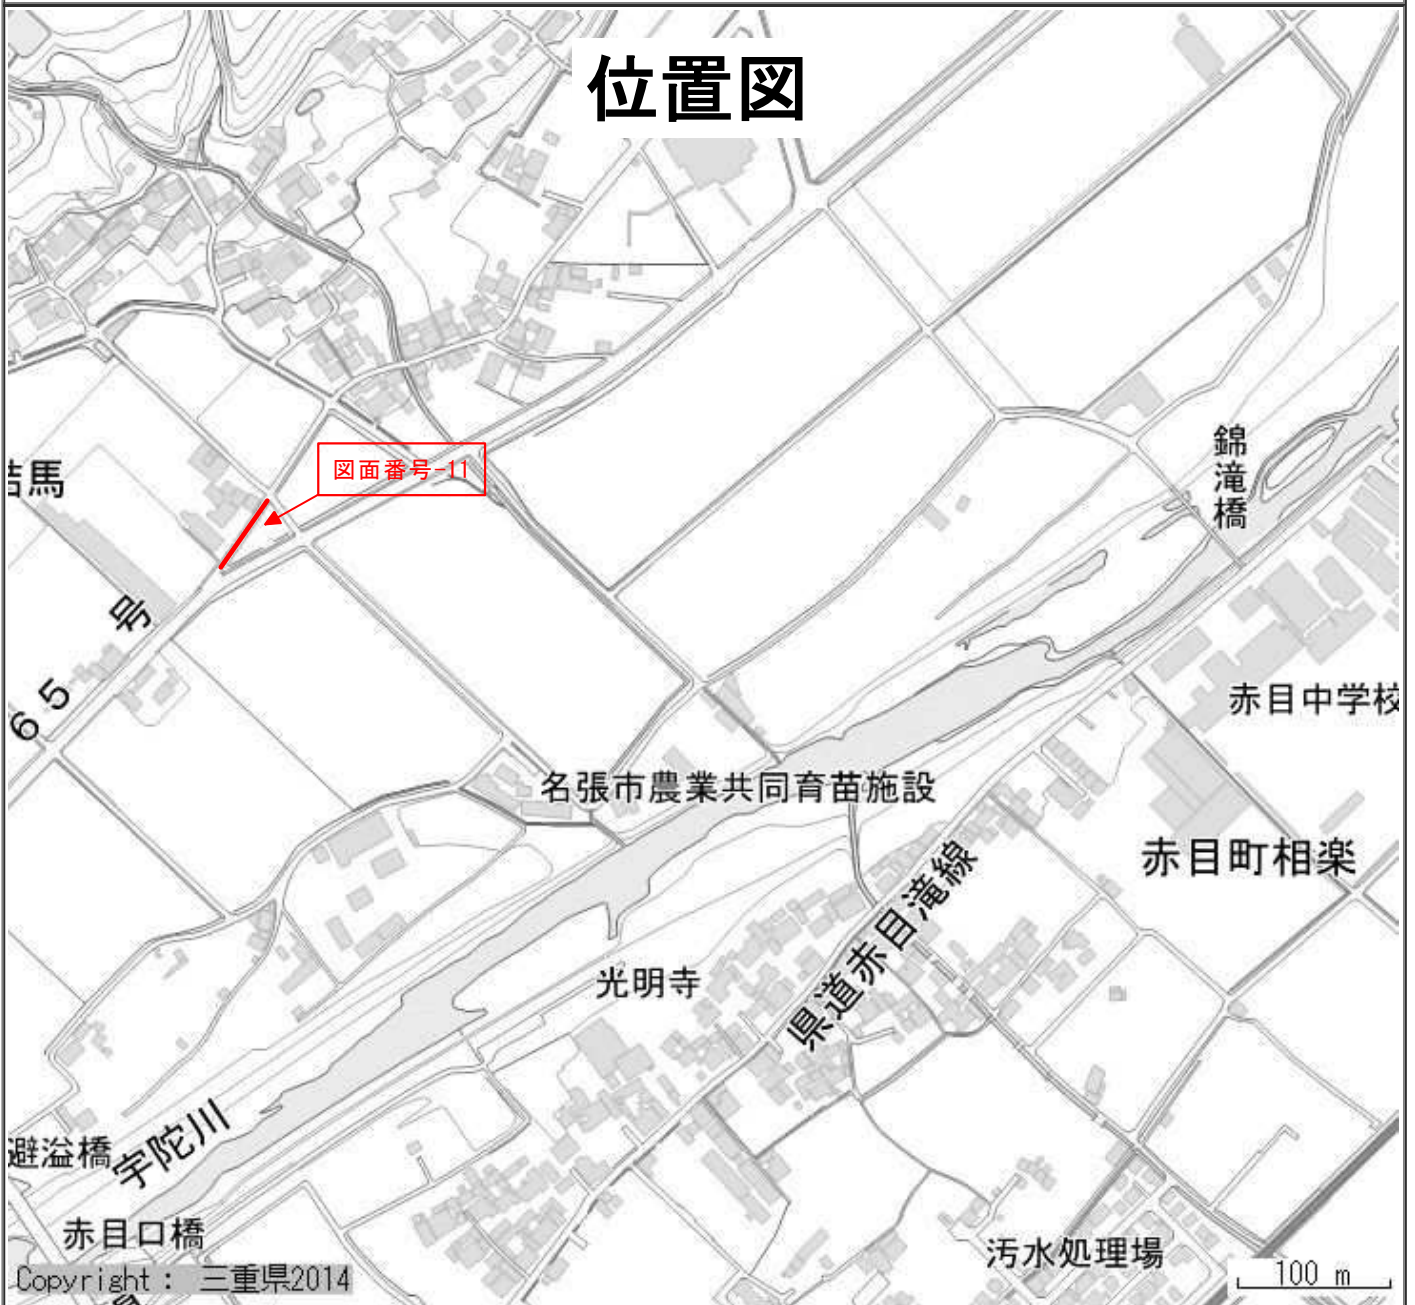 位置図
錦滝橋
図面番号-11
結馬
号
65
赤目中学校
名張市農業共同育苗施設
赤目町相楽
県道赤目滝線
光明寺
宇陀川
避溢橋
赤目口橋
汚水処理場
Copyright : 三重県2014
100 m